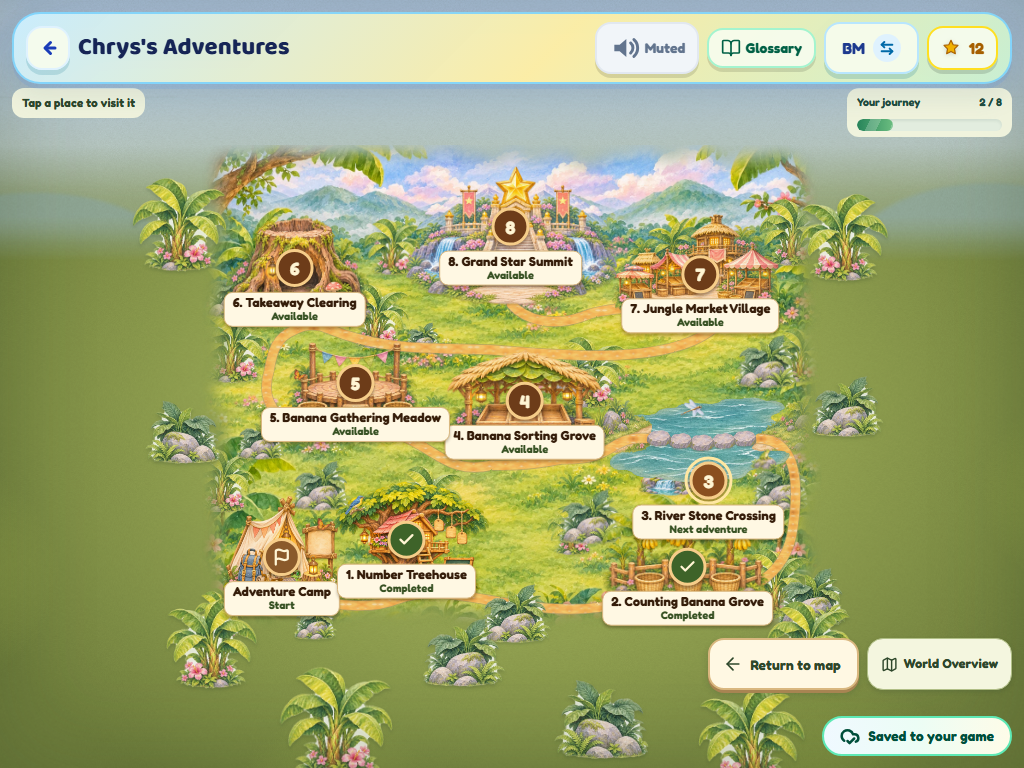 Chrys's Adventures
Muted
Glossary
BM
12
Tap a place to visit it
Your journey 2 / 8
8
8. Grand Star Summit
Available
6
6. Takeaway Clearing
Available
7
7. Jungle Market Village
Available
5
5. Banana Gathering Meadow
Available
4
4. Banana Sorting Grove
Available
3
3. River Stone Crossing
Next adventure
1. Number Treehouse
Completed
Adventure Camp
Start
2. Counting Banana Grove
Completed
Return to map
World Overview
Saved to your game